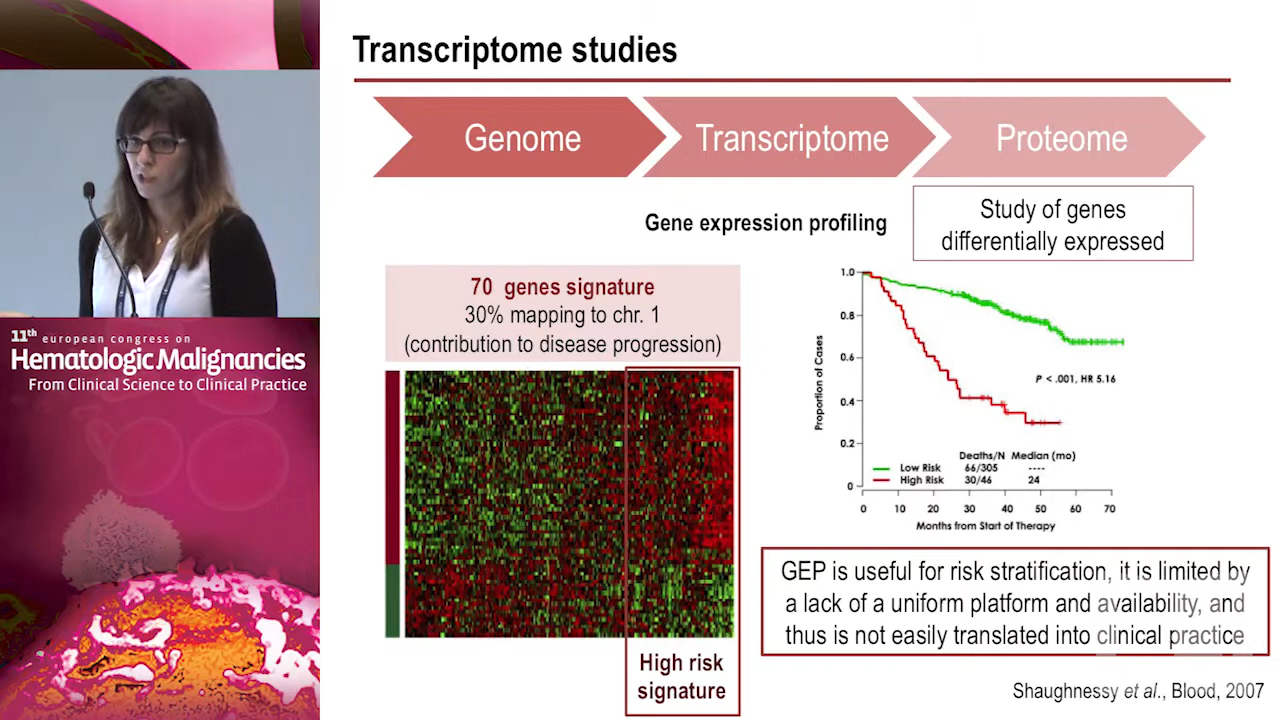 Transcriptome studies
Genome
Transcriptome
Proteome
Gene expression profiling
Study of genes
differentially expressed
70 genes signature
30% mapping to chr. 1
(contribution to disease progression)
High risk
signature
1.0
0.8
0.6
0.4
0.2
0
Proportion of Cases
P < .001, HR 5.16
Deaths/N Median (mo)
Low Risk 66/305 ----
High Risk 30/46 24
0 10 20 30 40 50 60 70
Months from Start of Therapy
GEP is useful for risk stratification, it is limited by
a lack of a uniform platform and availability, and
thus is not easily translated into clinical practice
Shaughnessy et al., Blood, 2007
11th european congress on
Hematologic Malignancies
From Clinical Science to Clinical Practice